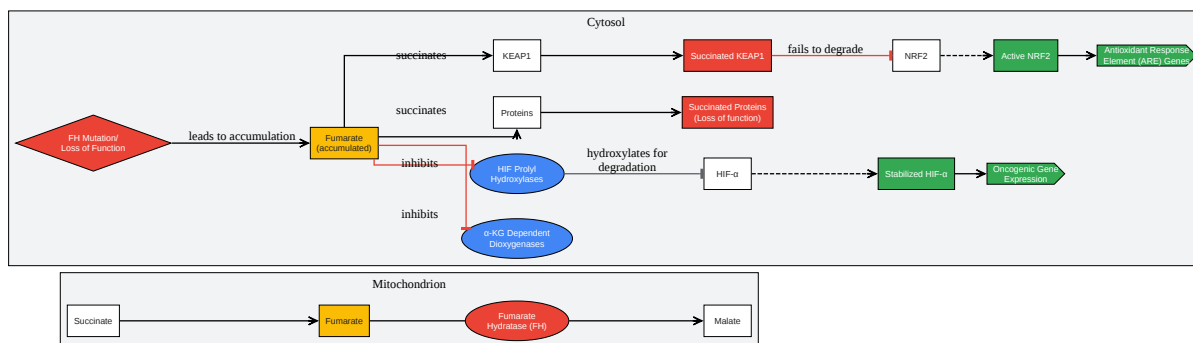 Cytosol
succinates
KEAP1
Succinated KEAP1
fails to degrade
NRF2
Active NRF2
Antioxidant Response
Element (ARE) Genes
succinates
Proteins
Succinated Proteins
(Loss of function)
FH Mutation/
Loss of Function
leads to accumulation
Fumarate
(accumulated)
inhibits
HIF Prolyl
Hydroxylases
hydroxylates for
degradation
HIF-α
Stabilized HIF-α
Oncogenic Gene
Expression
inhibits
α-KG Dependent
Dioxygenases
Mitochondrion
Succinate
Fumarate
Fumarate
Hydratase (FH)
Malate